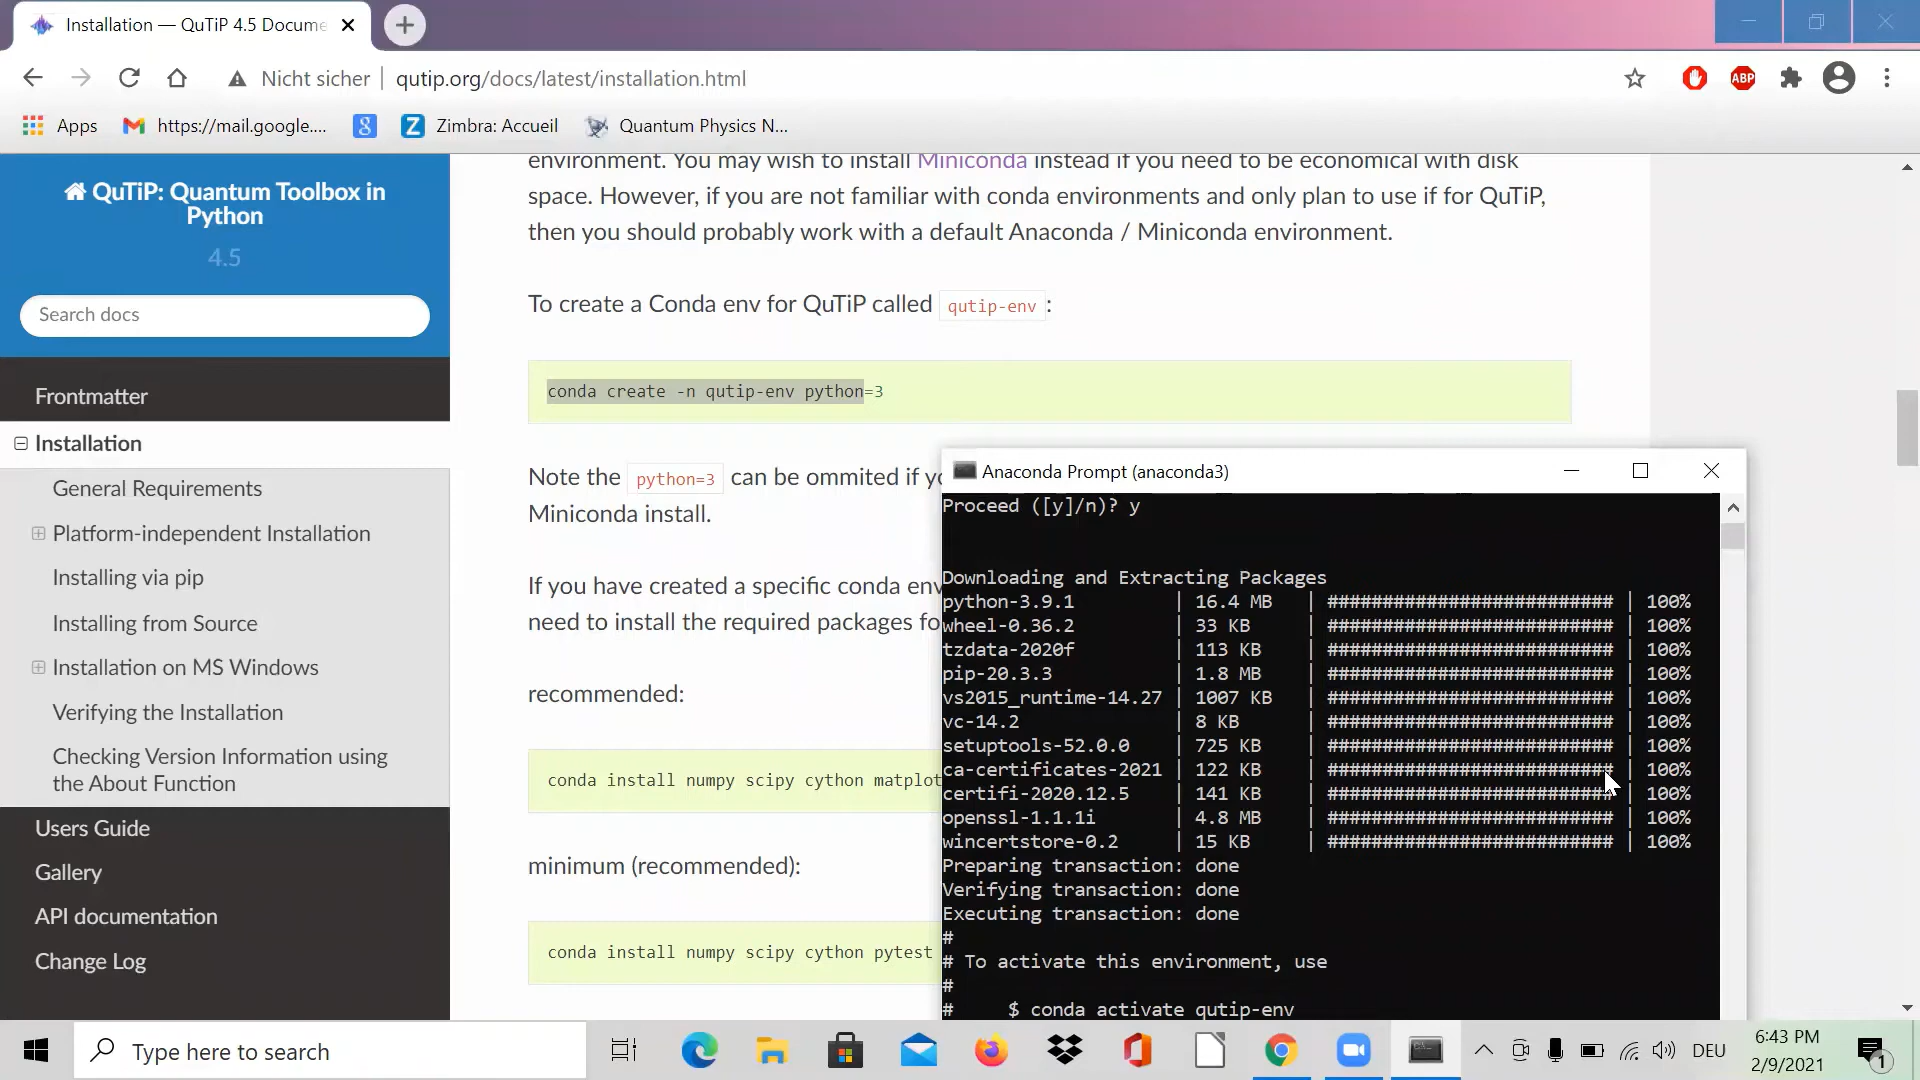 Installation — QuTiP 4.5 Docume
Nicht sicher
qutip.org/docs/latest/installation.html
ABP
Apps
https://mail.google....
Zimbra: Accueil
Quantum Physics N...
QuTiP: Quantum Toolbox in
Python
4.5
Search docs
Frontmatter
Installation
General Requirements
Platform-independent Installation
Installing via pip
Installing from Source
Installation on MS Windows
Verifying the Installation
Checking Version Information using
the About Function
Users Guide
Gallery
API documentation
Change Log
environment. You may wish to install Miniconda instead if you need to be economical with disk
space. However, if you are not familiar with conda environments and only plan to use if for QuTiP,
then you should probably work with a default Anaconda / Miniconda environment.
To create a Conda env for QuTiP called qutip-env :
conda create -n qutip-env python=3
Note the python=3 can be ommited if yo
Miniconda install.
If you have created a specific conda env
need to install the required packages fo
recommended:
conda install numpy scipy cython matplot
minimum (recommended):
conda install numpy scipy cython pytest
Anaconda Prompt (anaconda3)
Proceed ([y]/n)? y
Downloading and Extracting Packages
python-3.9.1 | 16.4 MB | ########################## | 100%
wheel-0.36.2 | 33 KB | ########################## | 100%
tzdata-2020f | 113 KB | ########################## | 100%
pip-20.3.3 | 1.8 MB | ########################## | 100%
vs2015_runtime-14.27 | 1007 KB | ########################## | 100%
vc-14.2 | 8 KB | ########################## | 100%
setuptools-52.0.0 | 725 KB | ########################## | 100%
ca-certificates-2021 | 122 KB | ########################## | 100%
certifi-2020.12.5 | 141 KB | ########################## | 100%
openssl-1.1.1i | 4.8 MB | ########################## | 100%
wincertstore-0.2 | 15 KB | ########################## | 100%
Preparing transaction: done
Verifying transaction: done
Executing transaction: done
#
# To activate this environment, use
#
# $ conda activate qutip-env
Type here to search
DEU
6:43 PM
2/9/2021
1